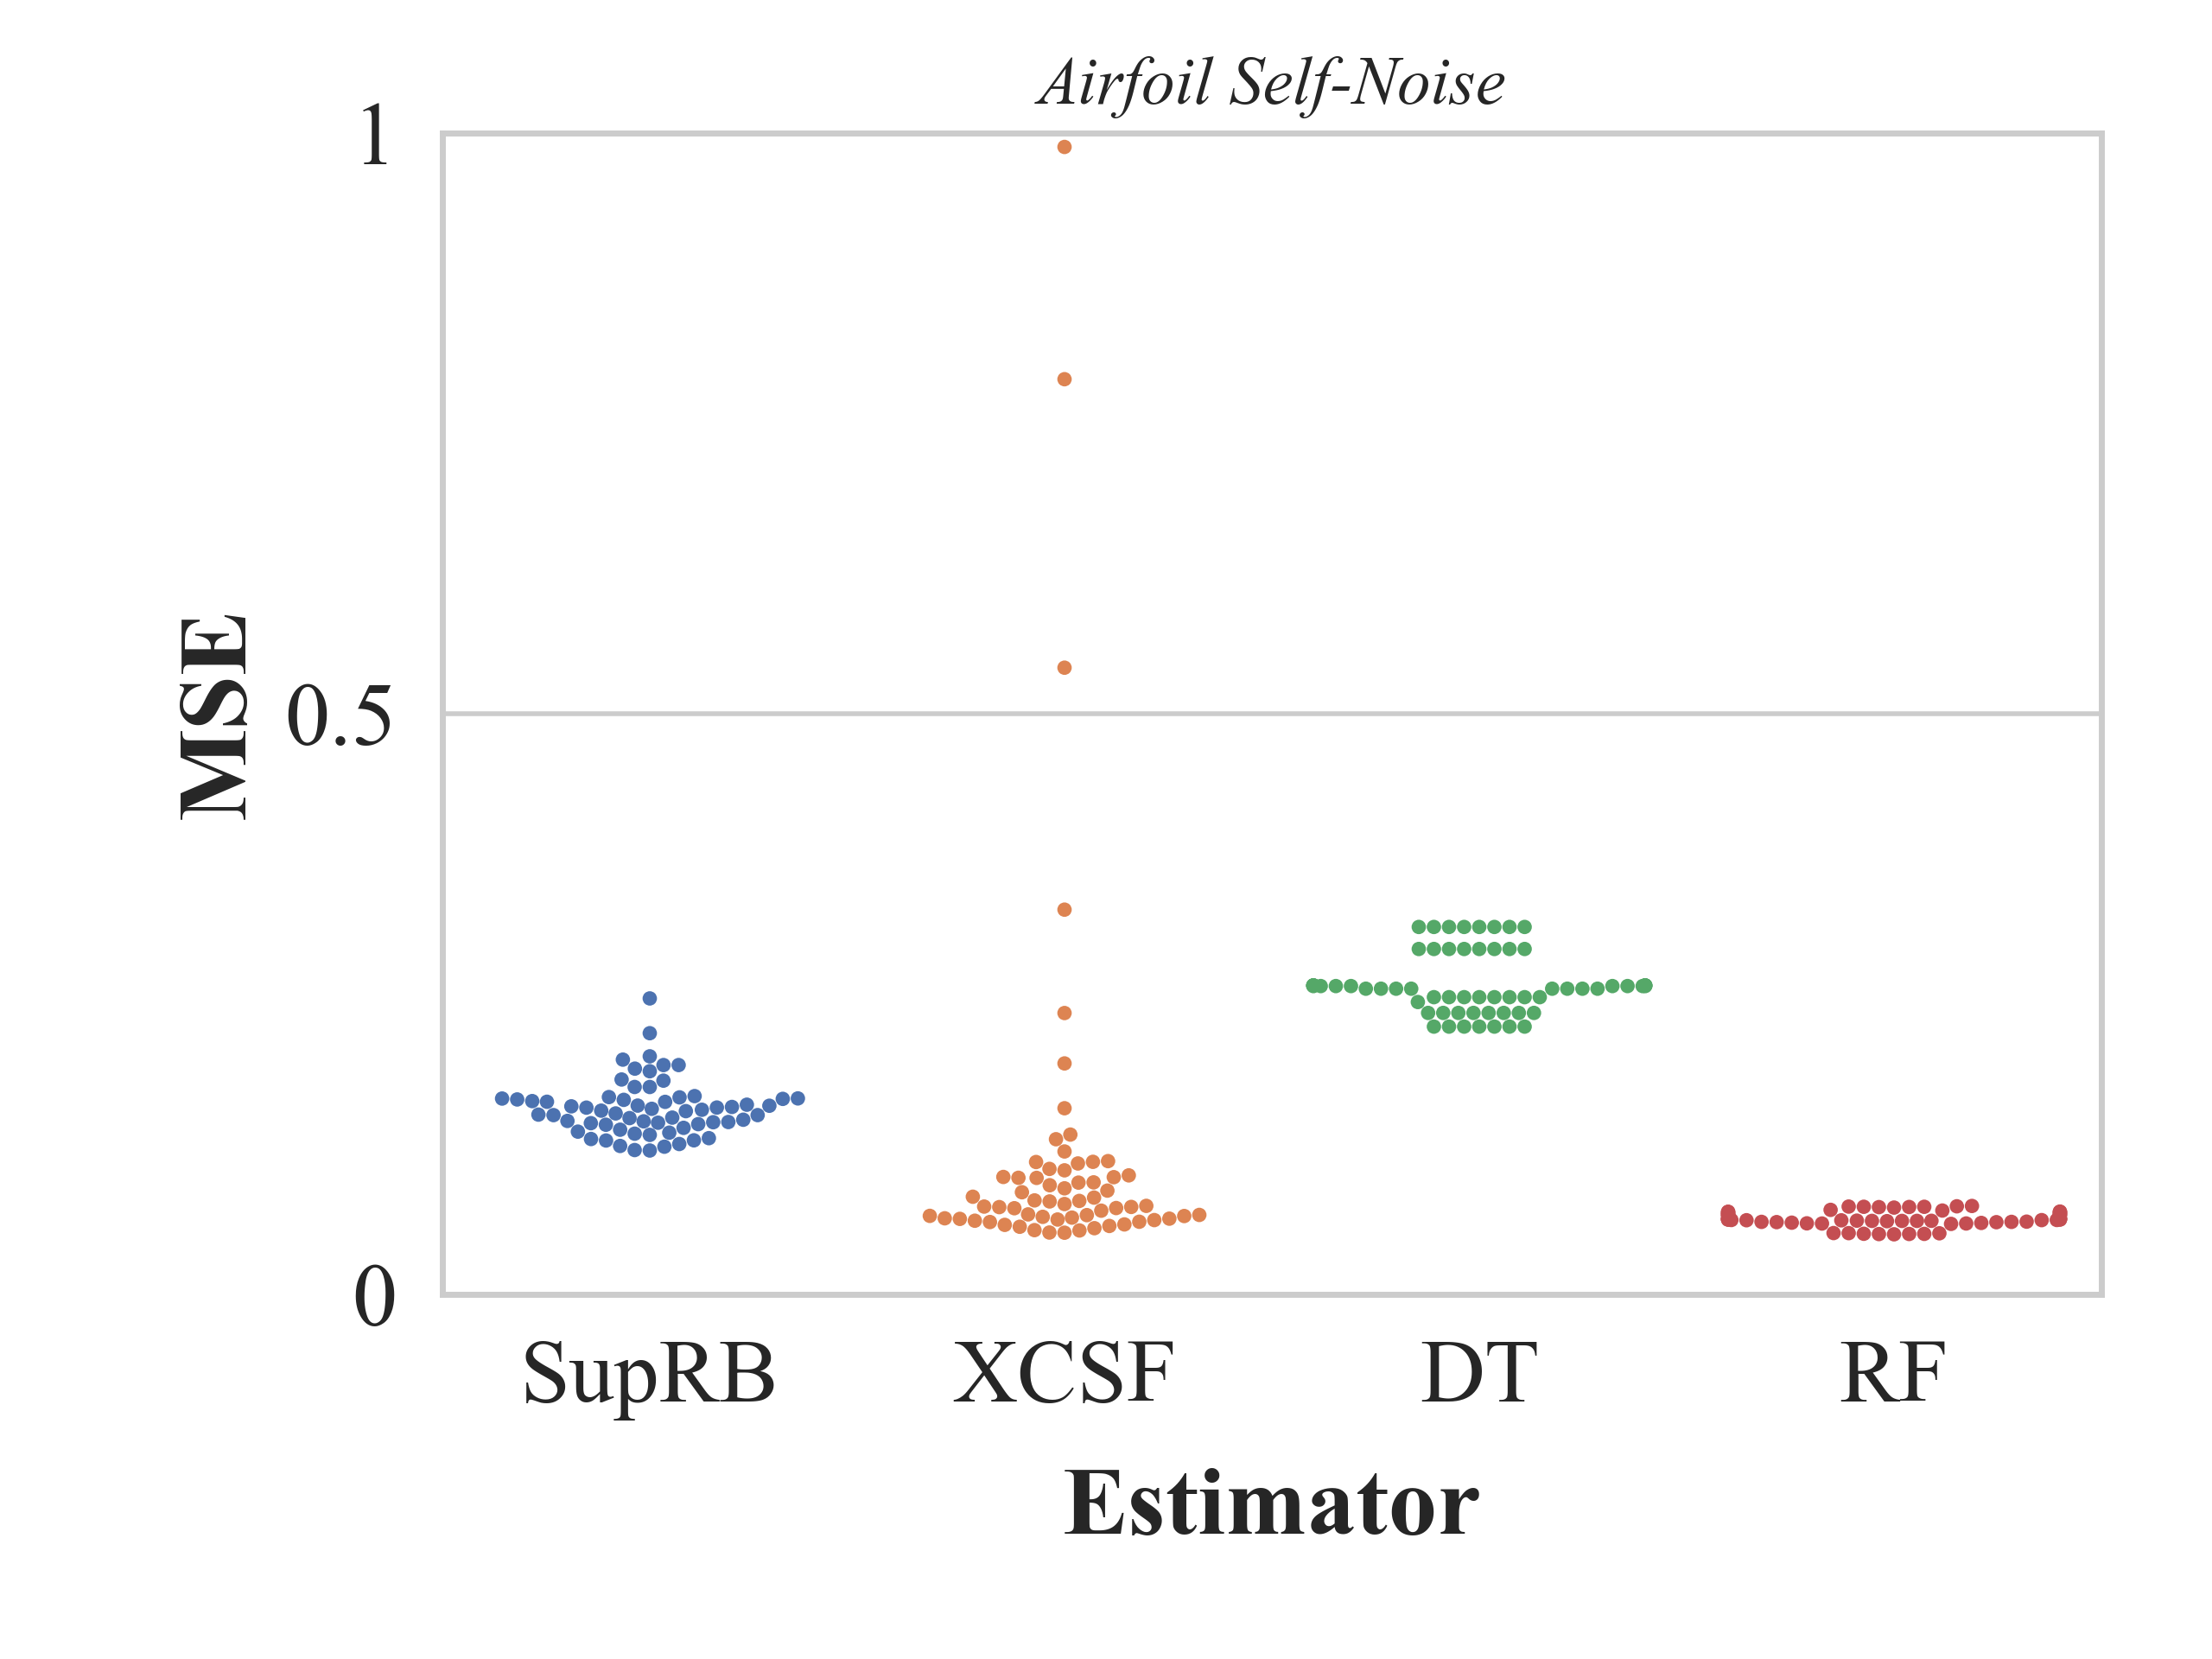 Airfoil Self-Noise
1
0.5
0
MSE
SupRB XCSF DT RF
Estimator